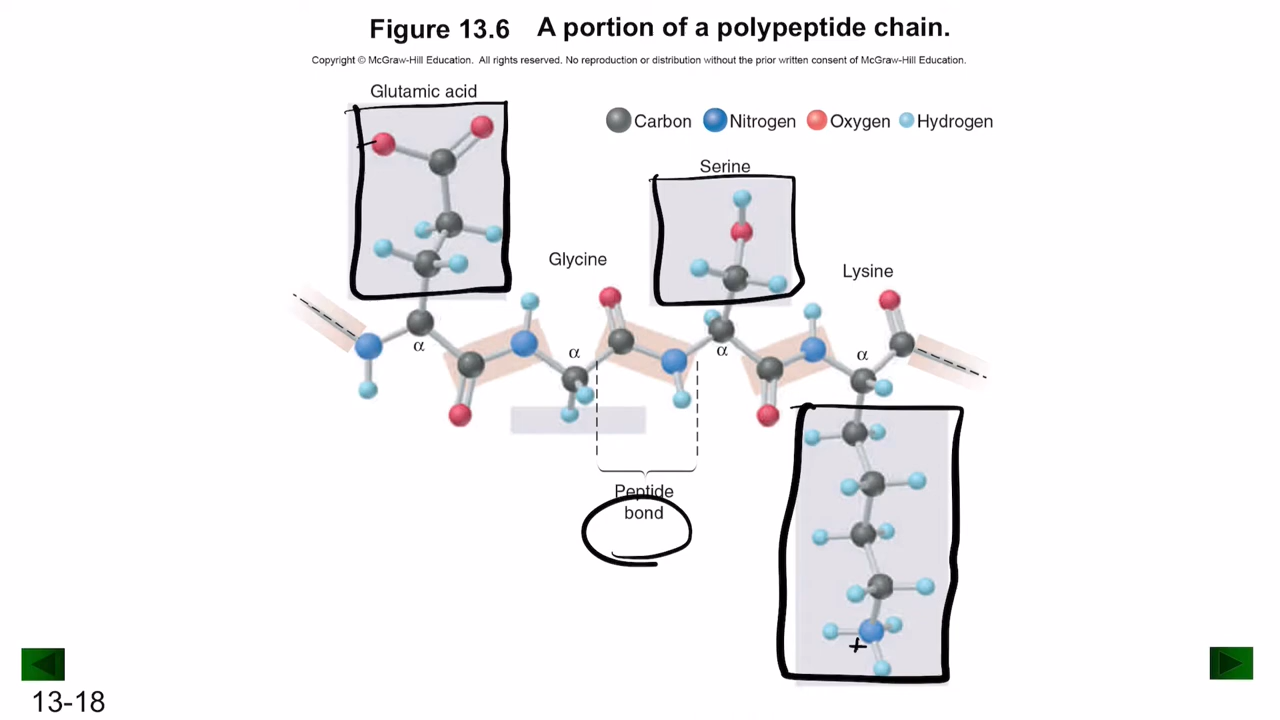 Figure 13.6 A portion of a polypeptide chain.
Copyright © McGraw-Hill Education. All rights reserved. No reproduction or distribution without the prior written consent of McGraw-Hill Education.
Glutamic acid
Carbon Nitrogen Oxygen Hydrogen
Serine
Glycine
Lysine
α
α
α
α
Peptide
bond
+
13-18